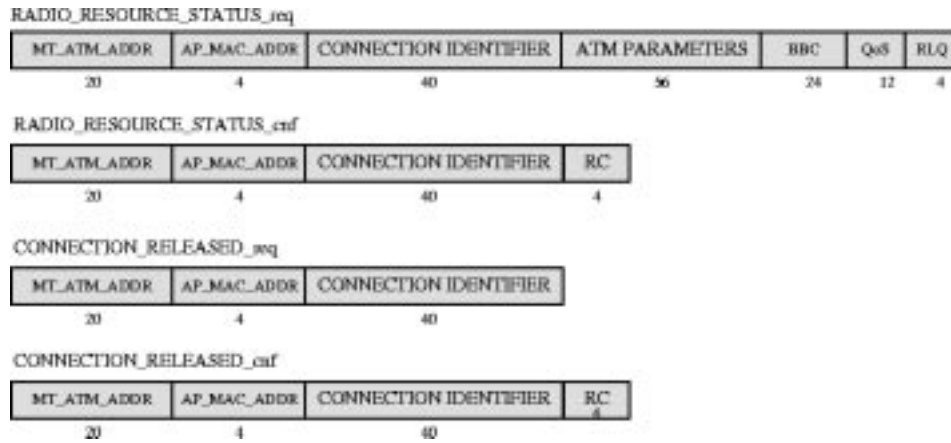 RADIO_RESOURCE_STATUS_req
MT_ATM_ADDR AP_MAC_ADDR CONNECTION IDENTIFIER ATM PARAMETERS BBC QoS RLQ
20 4 40 56 24 12 4
RADIO_RESOURCE_STATUS_cnf
MT_ATM_ADDR AP_MAC_ADDR CONNECTION IDENTIFIER RC
20 4 40 4
CONNECTION_RELEASED_req
MT_ATM_ADDR AP_MAC_ADDR CONNECTION IDENTIFIER
20 4 40
CONNECTION_RELEASED_cnf
MT_ATM_ADDR AP_MAC_ADDR CONNECTION IDENTIFIER RC
4
20 4 40